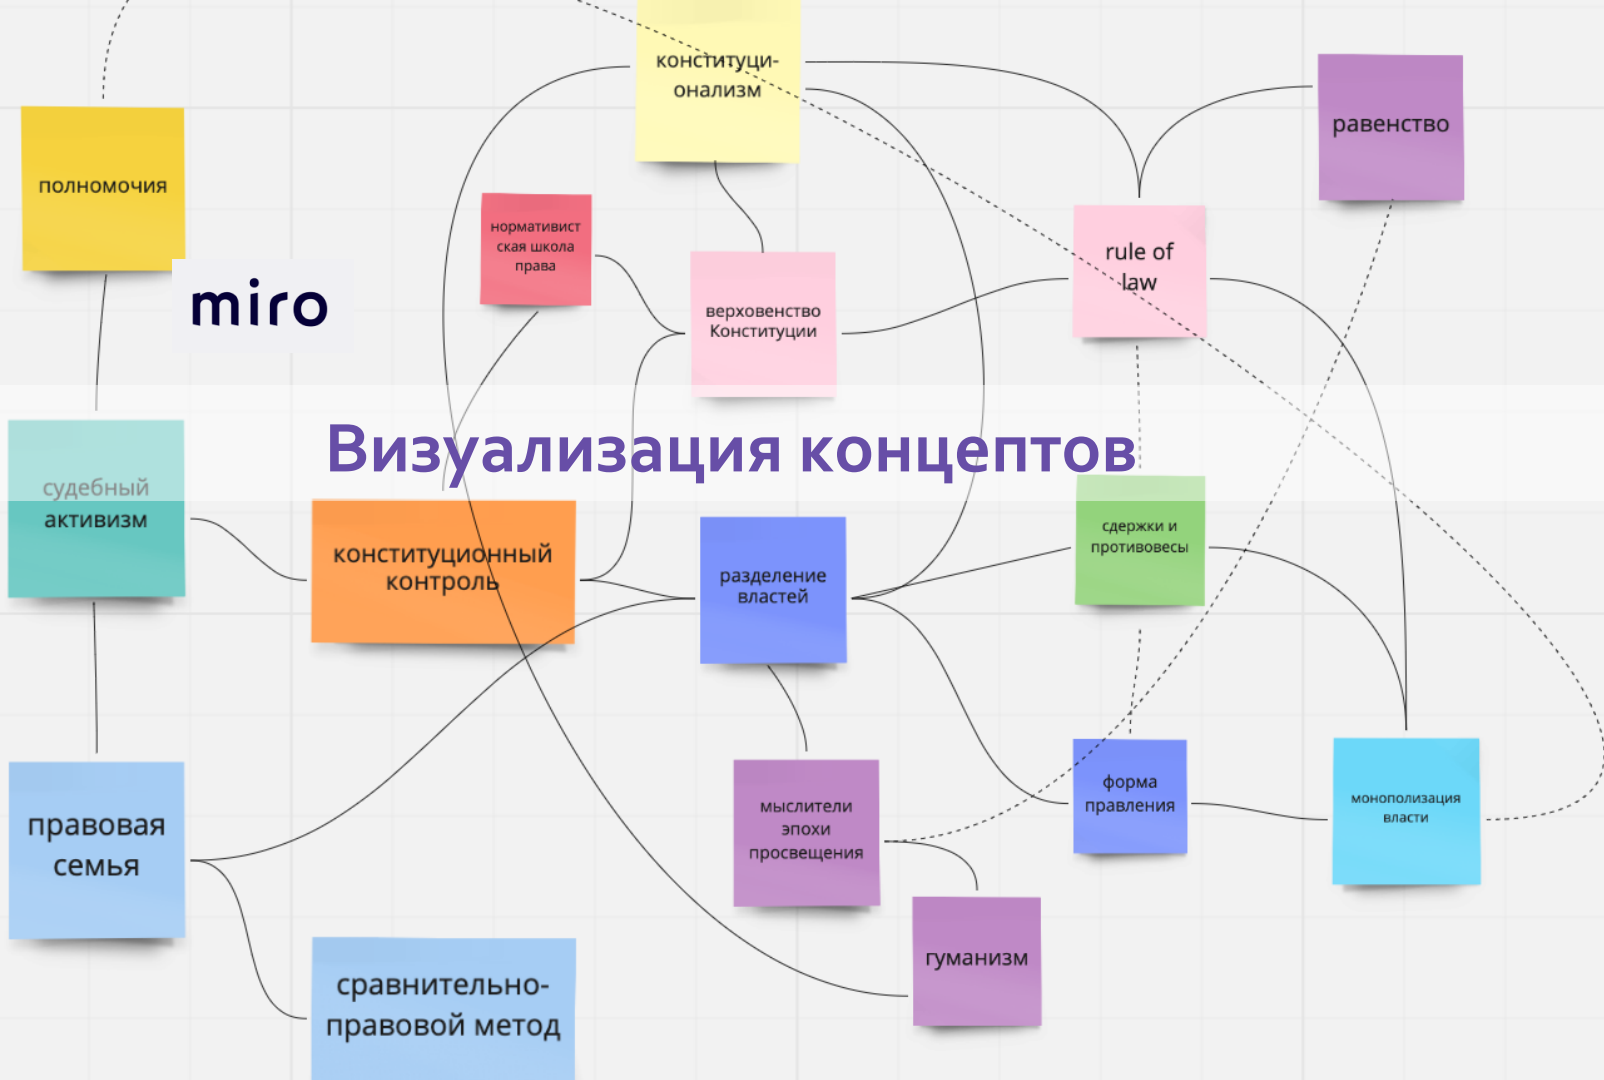 конституци-
онализм
равенство
полномочия
нормативист
ская школа
права
rule of
law
miro
верховенство
Конституции
Визуализация концептов
судебный
активизм
конституционный
контроль
разделение
властей
сдержки и
противовесы
правовая
семья
мыслители
эпохи
просвещения
форма
правления
монополизация
власти
гуманизм
сравнительно-
правовой метод